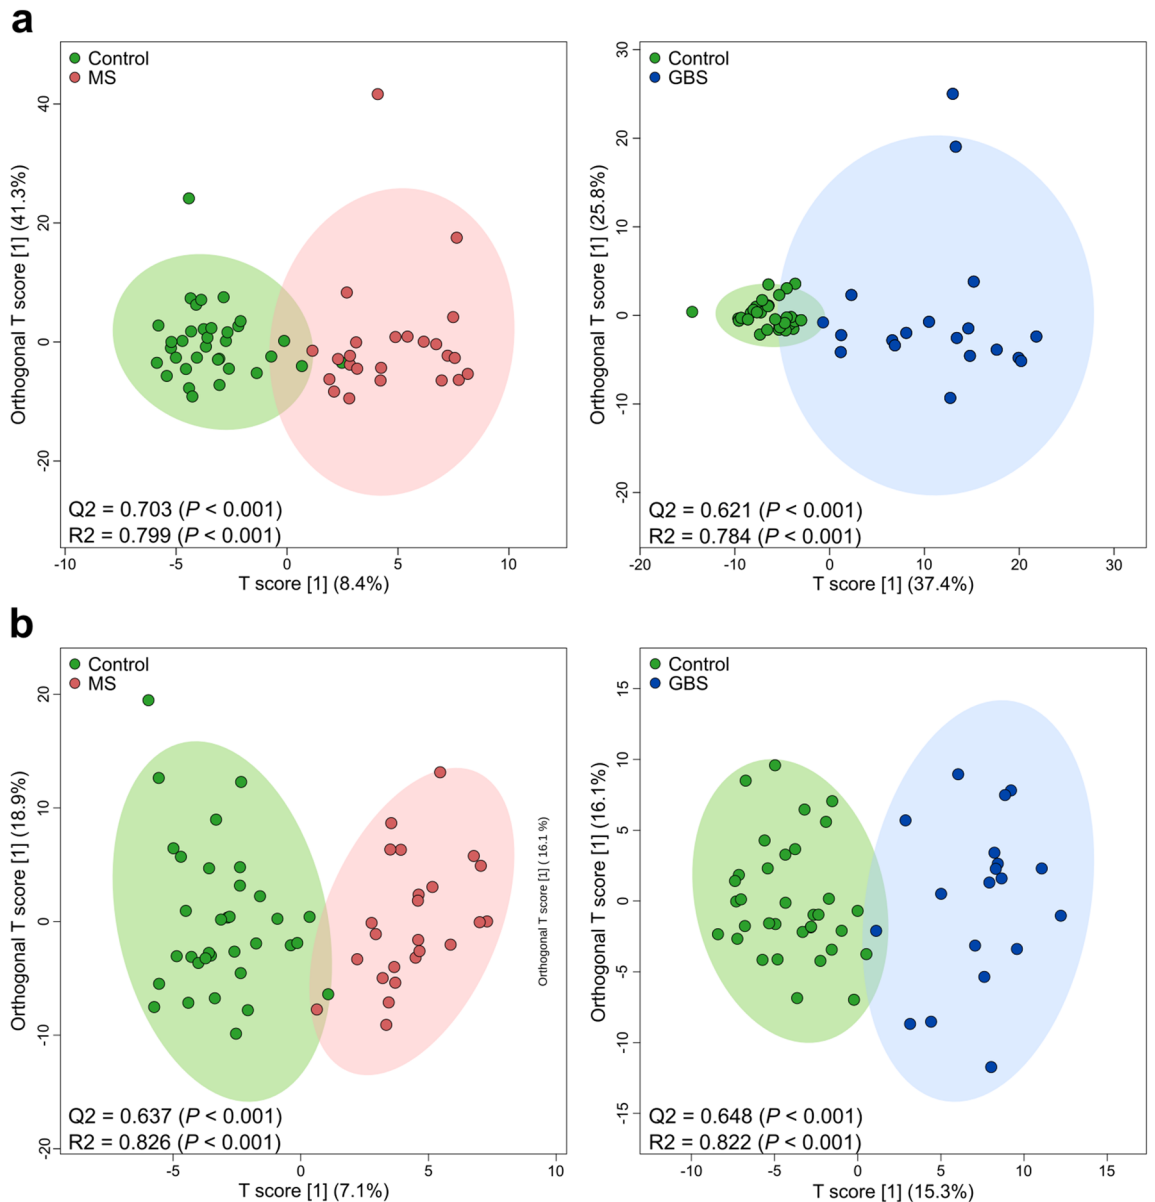 a
Control
MS
40
20
0
-20
Orthogonal T score [1] (41.3%)
Q2 = 0.703 (P < 0.001)
R2 = 0.799 (P < 0.001)
-10 -5 0 5 10
T score [1] (8.4%)
Control
GBS
30
20
10
0
-10
-20
Orthogonal T score [1] (25.8%)
Q2 = 0.621 (P < 0.001)
R2 = 0.784 (P < 0.001)
-20 -10 0 10 20 30
T score [1] (37.4%)
b
Control
MS
20
10
0
-10
-20
Orthogonal T score [1] (18.9%)
Q2 = 0.637 (P < 0.001)
R2 = 0.826 (P < 0.001)
-5 0 5 10
T score [1] (7.1%)
Orthogonal T score [1] ( 16.1 %)
Control
GBS
15
10
5
0
-5
-10
-15
Orthogonal T score [1] (16.1%)
Q2 = 0.648 (P < 0.001)
R2 = 0.822 (P < 0.001)
-10 -5 0 5 10 15
T score [1] (15.3%)